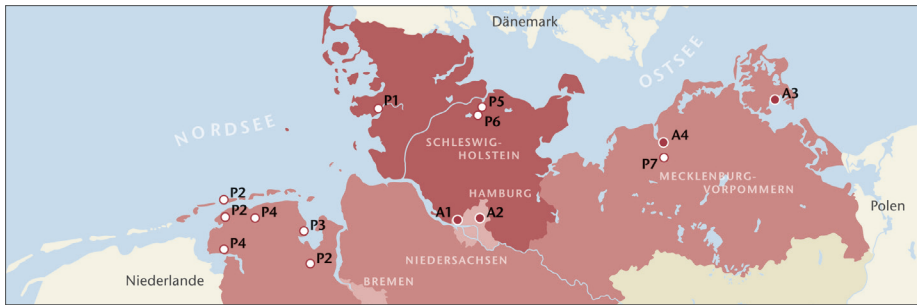 Dänemark
OSTSEE
A3
P1
P5
P6
NORDSEE
A4
SCHLESWIG-
HOLSTEIN
P7
MECKLENBURG-
VORPOMMERN
HAMBURG
P2
P2
P4
A1
A2
Polen
P3
P4
NIEDERSACHSEN
P2
Niederlande
BREMEN